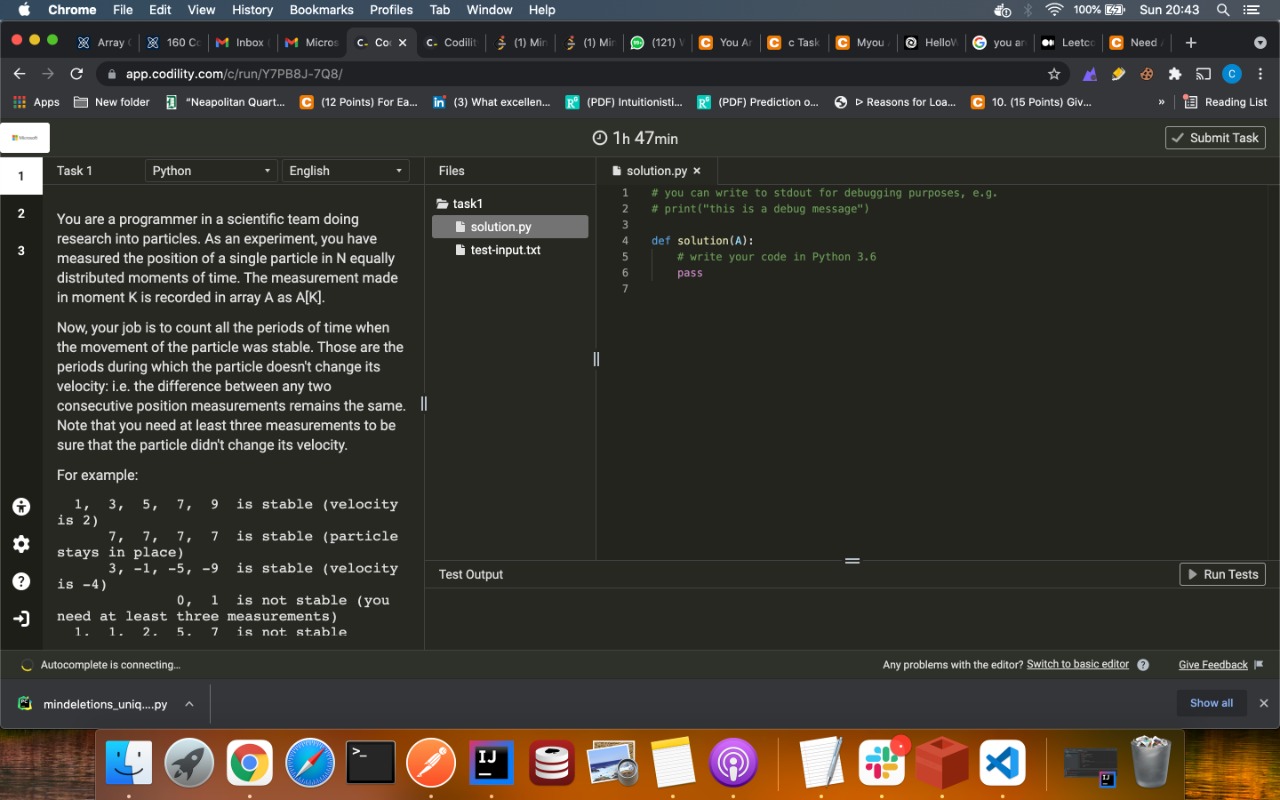 Chrome File Edit View History Bookmarks Profiles Tab Window Help 100% Sun 20:43
Array 160 Co Inbox Micros Co Codilit (1) Min (1) Min (121) You Ar c Task Myou HelloW you ar Leetco Need
app.codility.com/c/run/Y7PB8J-7Q8/ C
Apps New folder "Neapolitan Quart... (12 Points) For Ea... (3) What excellen... (PDF) Intuitionisti... (PDF) Prediction o... ▷ Reasons for Loa... 10. (15 Points) Giv... » Reading List
Microsoft 1h 47min Submit Task
1
2
3
Task 1 Python English
You are a programmer in a scientific team doing
research into particles. As an experiment, you have
measured the position of a single particle in N equally
distributed moments of time. The measurement made
in moment K is recorded in array A as A[K].
Now, your job is to count all the periods of time when
the movement of the particle was stable. Those are the
periods during which the particle doesn't change its
velocity: i.e. the difference between any two
consecutive position measurements remains the same.
Note that you need at least three measurements to be
sure that the particle didn't change its velocity.
For example:
1, 3, 5, 7, 9 is stable (velocity
is 2)
7, 7, 7, 7 is stable (particle
stays in place)
3, -1, -5, -9 is stable (velocity
is -4)
0, 1 is not stable (you
need at least three measurements)
1, 1, 2, 5, 7 is not stable
Files
task1
solution.py
test-input.txt
solution.py ×
1 # you can write to stdout for debugging purposes, e.g.
2 # print("this is a debug message")
3
4 def solution(A):
5 # write your code in Python 3.6
6 pass
7
Test Output Run Tests
Autocomplete is connecting... Any problems with the editor? Switch to basic editor ? Give Feedback
mindeletions_uniq....py Show all
IJ